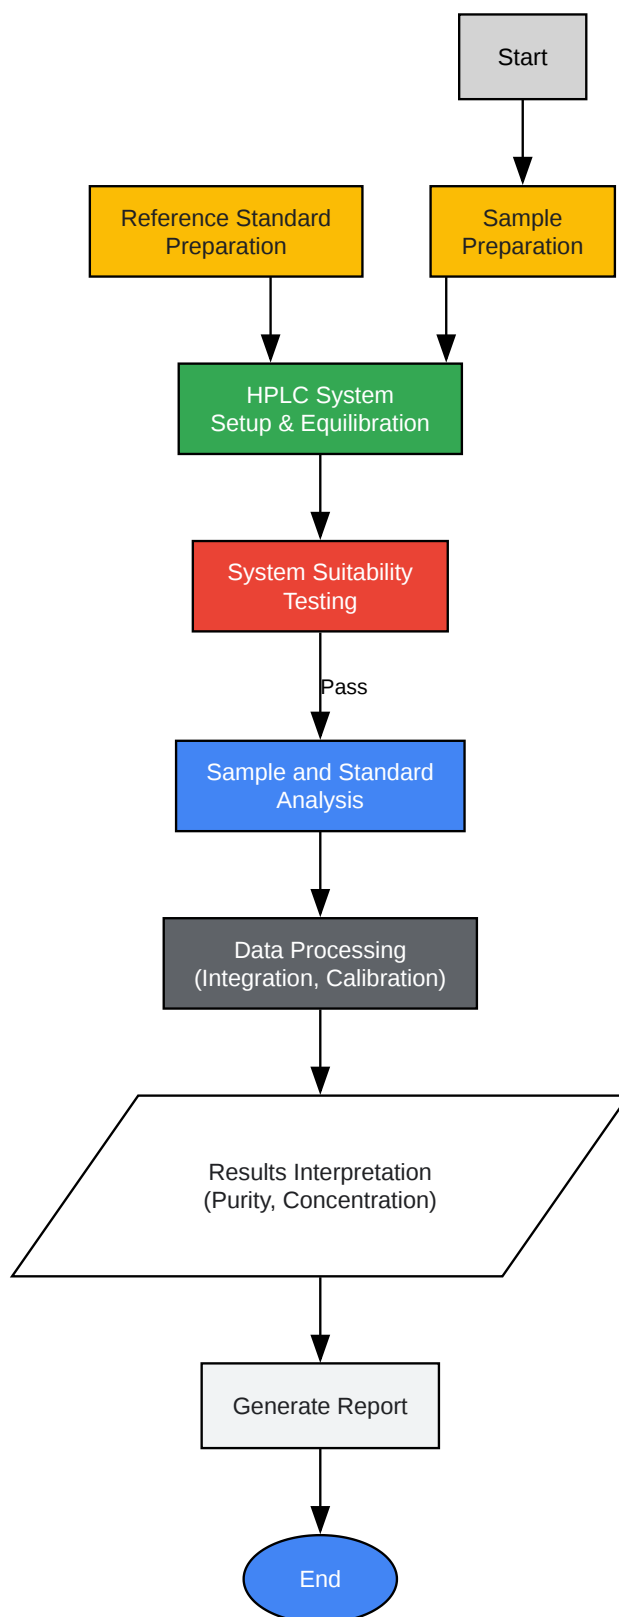 Start
Reference Standard
Preparation
Sample
Preparation
HPLC System
Setup & Equilibration
System Suitability
Testing
Pass
Sample and Standard
Analysis
Data Processing
(Integration, Calibration)
Results Interpretation
(Purity, Concentration)
Generate Report
End